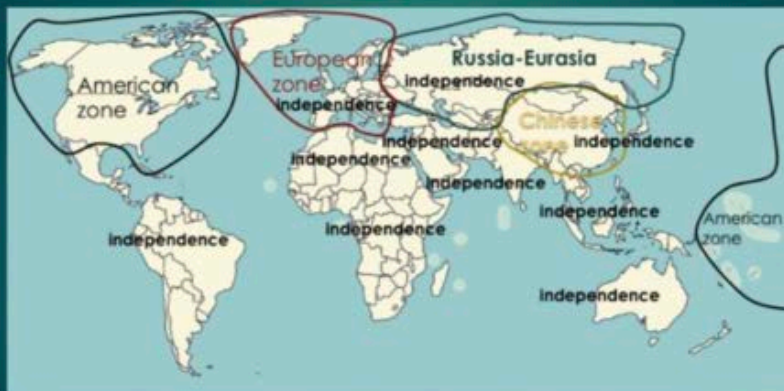 European
zone
Russia-Eurasia
American
zone
independence
independence
Chinese
zone
independence
independence
independence
independence
independence
independence
independence
American
zone
independence